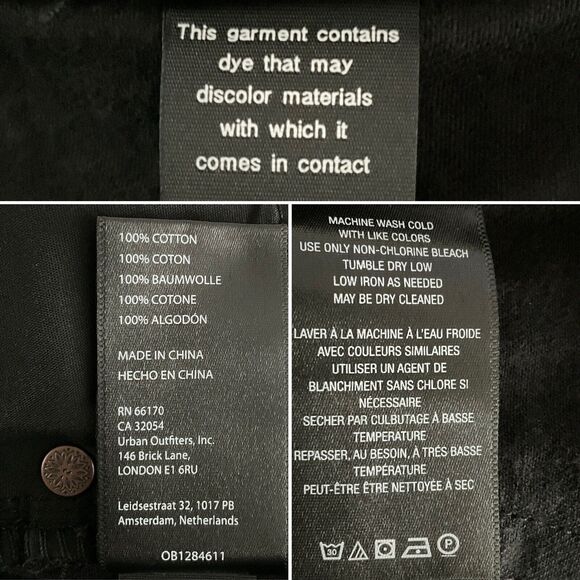 This garment contains
dye that may
discolor materials
with which it
comes in contact
100% COTTON
100% COTON
100% BAUMWOLLE
100% COTONE
100% ALGODÓN
MADE IN CHINA
HECHO EN CHINA
RN 66170
CA 32054
Urban Outfitters, Inc.
146 Brick Lane,
LONDON E1 6RU
Leidsestraat 32, 1017 PB
Amsterdam, Netherlands
OB1284611
MACHINE WASH COLD
WITH LIKE COLORS
USE ONLY NON-CHLORINE BLEACH
TUMBLE DRY LOW
LOW IRON AS NEEDED
MAY BE DRY CLEANED
LAVER À LA MACHINE À L'EAU FROIDE
AVEC COULEURS SIMILAIRES
UTILISER UN AGENT DE
BLANCHIMENT SANS CHLORE SI
NÉCESSAIRE
SECHER PAR CULBUTAGE À BASSE
TEMPERATURE
REPASSER, AU BESOIN, À TRÉS BASSE
TEMPÉRATURE
PEUT-ÊTRE ÊTRE NETTOYÉE À SEC
30 P